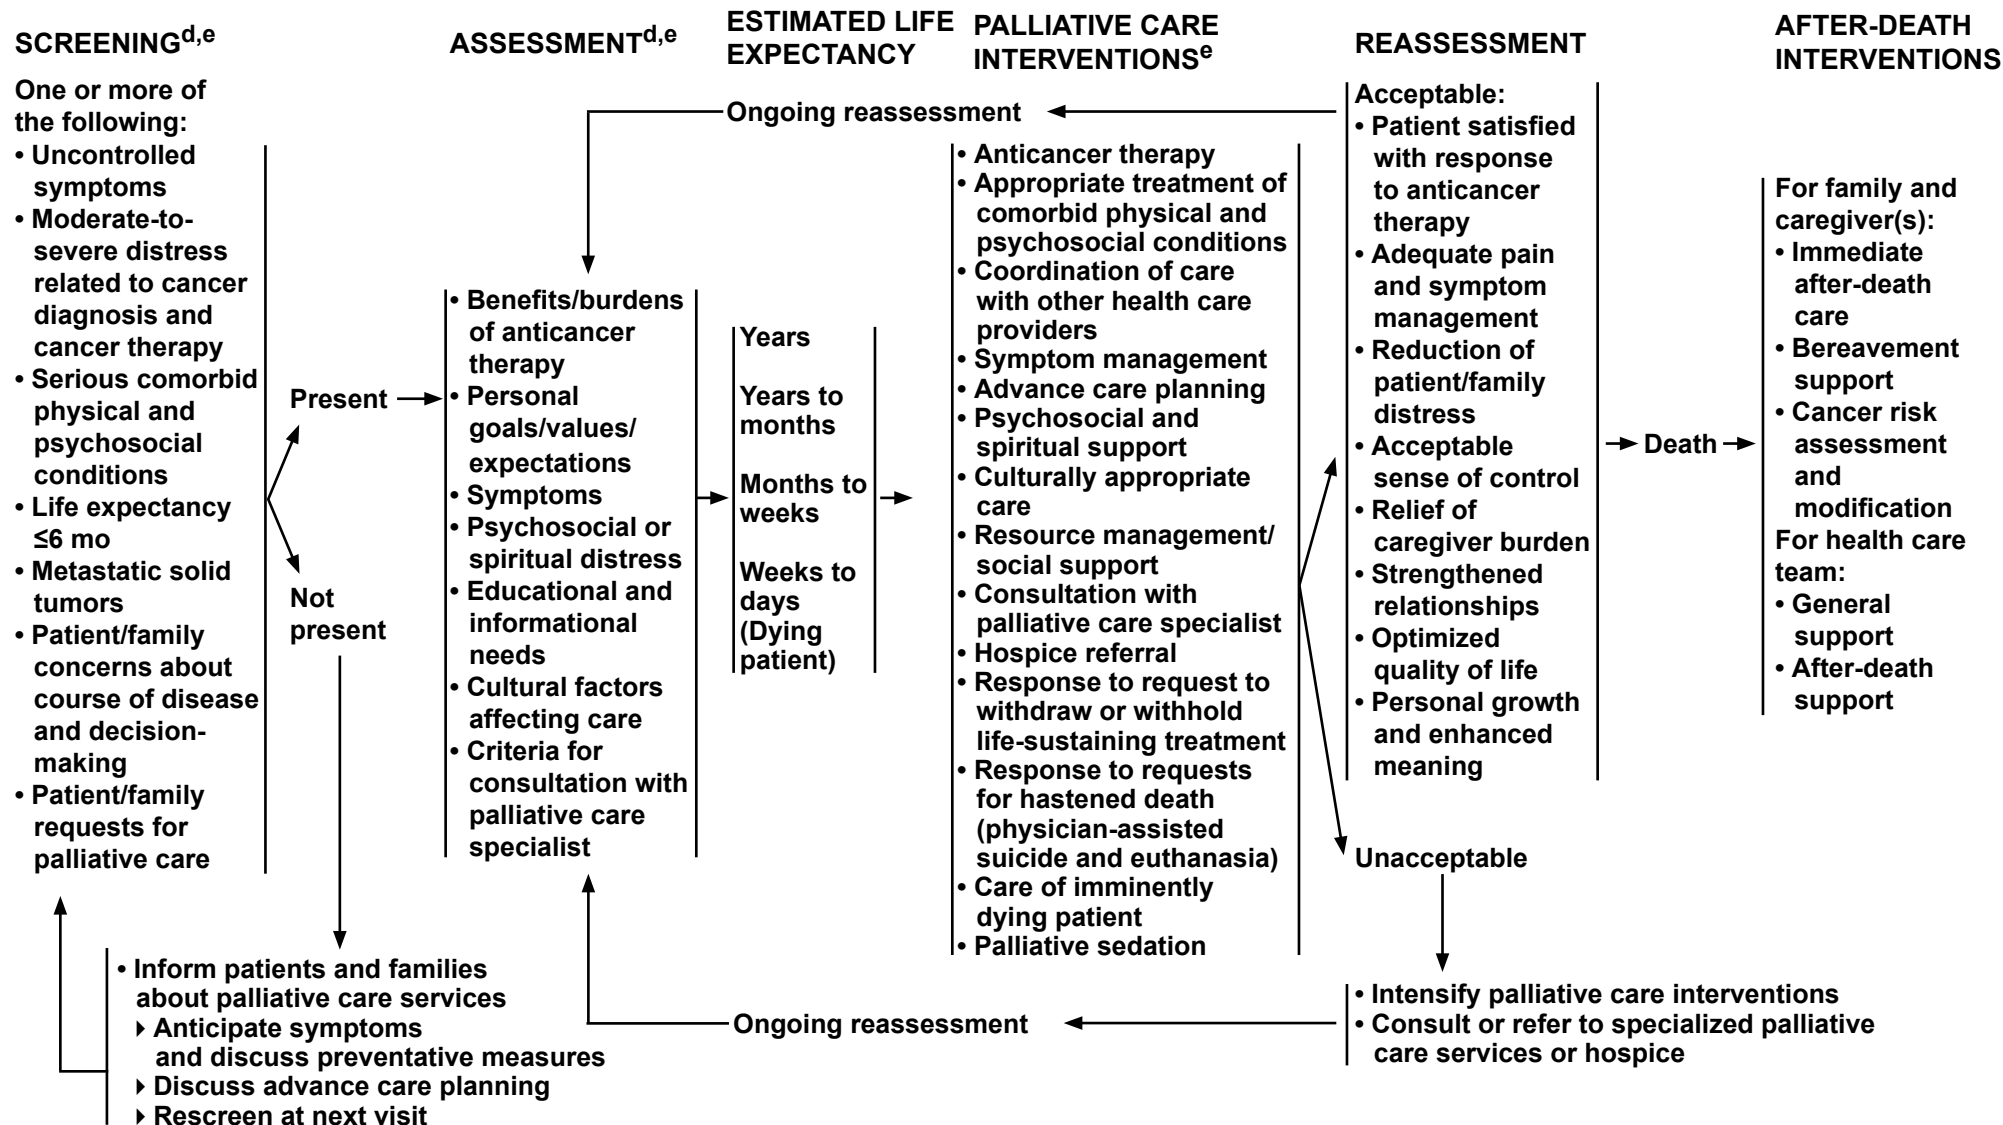 SCREENINGd,e
One or more of
the following:
• Uncontrolled
symptoms
• Moderate-to-
severe distress
related to cancer
diagnosis and
cancer therapy
• Serious comorbid
physical and
psychosocial
conditions
• Life expectancy
≤6 mo
• Metastatic solid
tumors
• Patient/family
concerns about
course of disease
and decision-
making
• Patient/family
requests for
palliative care
Present
Not
present
• Inform patients and families
about palliative care services
Anticipate symptoms
and discuss preventative measures
Discuss advance care planning
Rescreen at next visit
ASSESSMENTd,e
• Benefits/burdens
of anticancer
therapy
• Personal
goals/values/
expectations
• Symptoms
• Psychosocial or
spiritual distress
• Educational and
informational
needs
• Cultural factors
affecting care
• Criteria for
consultation with
palliative care
specialist
ESTIMATED LIFE
EXPECTANCY
Ongoing reassessment
Years
Years to
months
Months to
weeks
Weeks to
days
(Dying
patient)
Ongoing reassessment
PALLIATIVE CARE
INTERVENTIONSe
• Anticancer therapy
• Appropriate treatment of
comorbid physical and
psychosocial conditions
• Coordination of care
with other health care
providers
• Symptom management
• Advance care planning
• Psychosocial and
spiritual support
• Culturally appropriate
care
• Resource management/
social support
• Consultation with
palliative care specialist
• Hospice referral
• Response to request to
withdraw or withhold
life-sustaining treatment
• Response to requests
for hastened death
(physician-assisted
suicide and euthanasia)
• Care of imminently
dying patient
• Palliative sedation
REASSESSMENT
Acceptable:
• Patient satisfied
with response
to anticancer
therapy
• Adequate pain
and symptom
management
• Reduction of
patient/family
distress
• Acceptable
sense of control
• Relief of
caregiver burden
• Strengthened
relationships
• Optimized
quality of life
• Personal growth
and enhanced
meaning
Unacceptable
• Intensify palliative care interventions
• Consult or refer to specialized palliative
care services or hospice
Death
AFTER-DEATH
INTERVENTIONS
For family and
caregiver(s):
• Immediate
after-death
care
• Bereavement
support
• Cancer risk
assessment
and
modification
For health care
team:
• General
support
• After-death
support